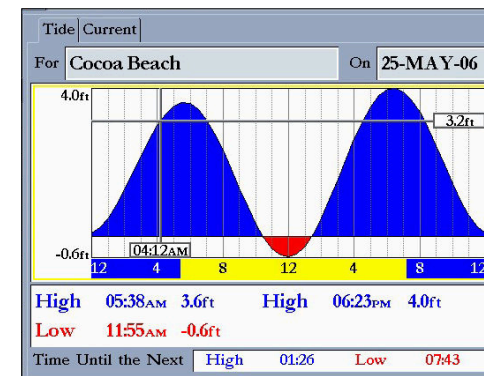 Tide Current
For Cocoa Beach On 25-MAY-06
4.0ft
3.2ft
-0.6ft 04:12AM
12 4 8 12 4 8 12
High 05:38AM 3.6ft High 06:23PM 4.0ft
Low 11:55AM -0.6ft
Time Until the Next High 01:26 Low 07:43